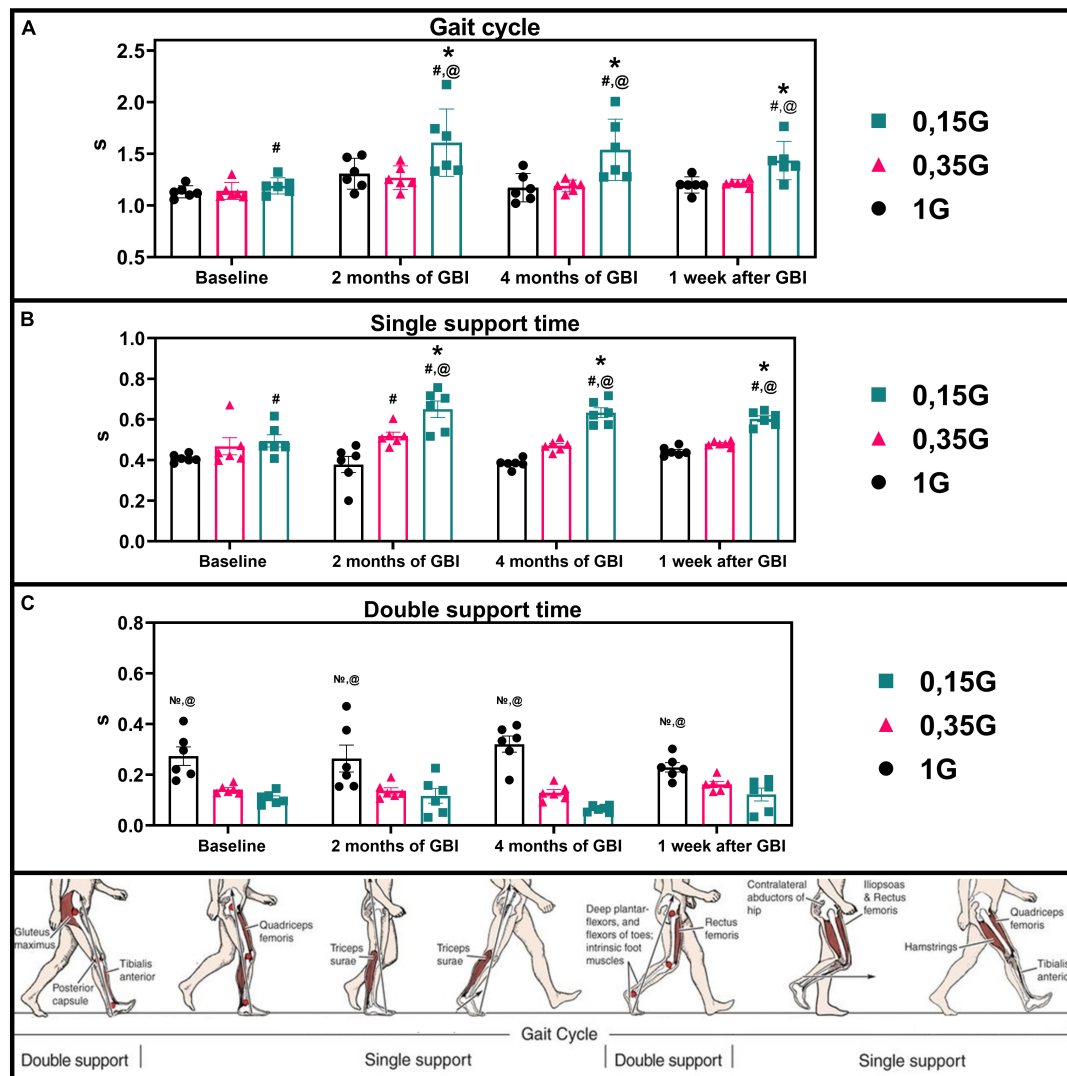 A
Gait cycle
2.5
2.0
1.5
1.0
0.5
s
#
*
#,@
*
#,@
*
#,@
Baseline
2 months of GBI
4 months of GBI
1 week after GBI
0,15G
0,35G
1G
B
Single support time
1.0
0.8
0.6
0.4
0.2
0.0
s
#
#
*
#,@
*
#,@
*
#,@
Baseline
2 months of GBI
4 months of GBI
1 week after GBI
0,15G
0,35G
1G
C
Double support time
0.8
0.6
0.4
0.2
0.0
s
№,@
№,@
№,@
№,@
Baseline
2 months of GBI
4 months of GBI
1 week after GBI
0,15G
0,35G
1G
Gluteus
maximus
Tibialis
anterior
Posterior
capsule
Quadriceps
femoris
Triceps
surae
Triceps
surae
Deep plantar-
flexors, and
flexors of toes;
intrinsic foot
muscles
Rectus
femoris
Contralateral
abductors of
hip
Iliopsoas
& Rectus
femoris
Hamstrings
Quadriceps
femoris
Tibialis
anterio
Gait Cycle
Double support
Single support
Double support
Single support